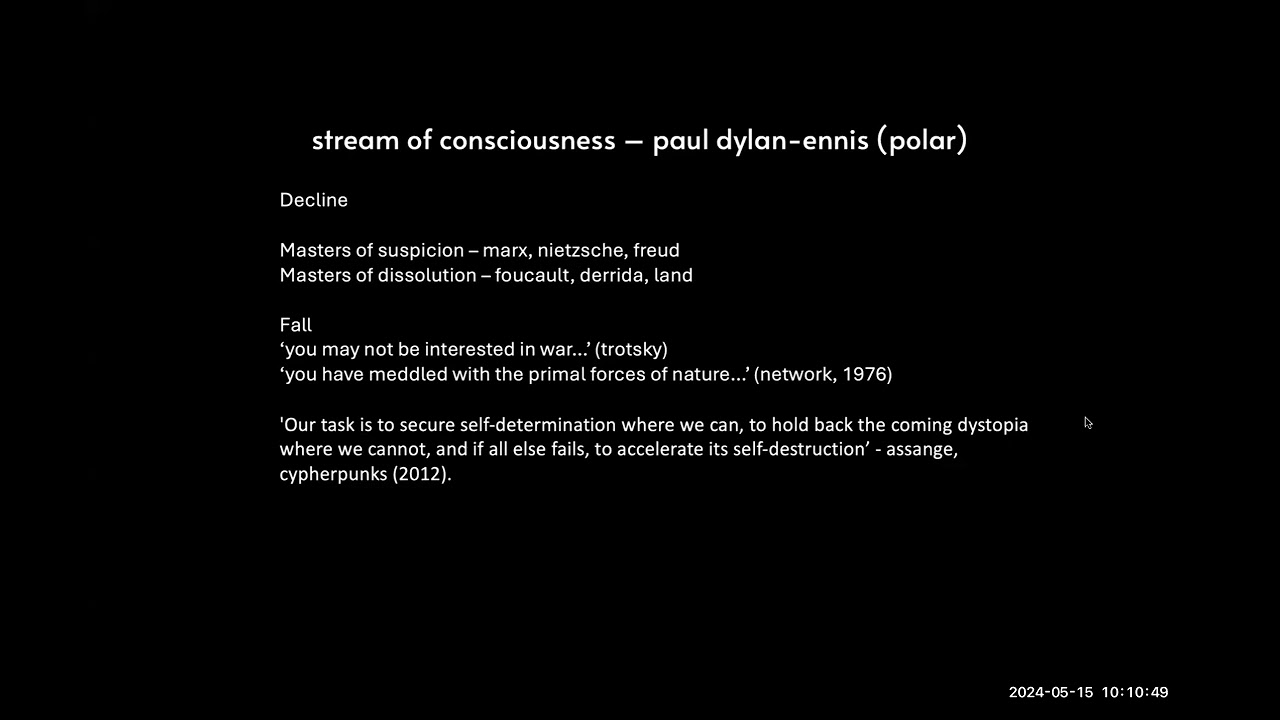 stream of consciousness – paul dylan-ennis (polar)
Decline
Masters of suspicion – marx, nietzsche, freud
Masters of dissolution – foucault, derrida, land
Fall
‘you may not be interested in war...’ (trotsky)
‘you have meddled with the primal forces of nature...’ (network, 1976)
'Our task is to secure self-determination where we can, to hold back the coming dystopia
where we cannot, and if all else fails, to accelerate its self-destruction’ - assange,
cypherpunks (2012).
2024-05-15 10:10:49